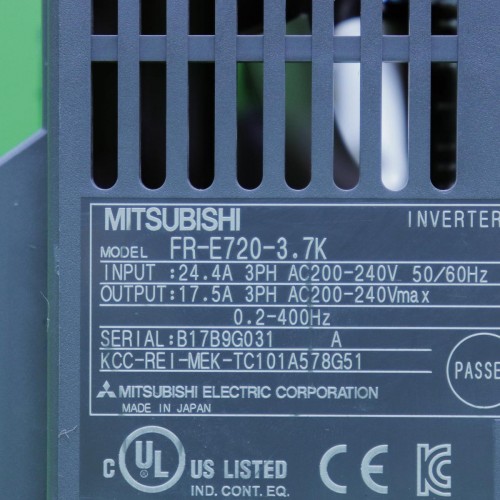 MITSUBISHI INVERTER
MODEL FR-E720-3.7K
INPUT :24.4A 3PH AC200-240V 50/60Hz
OUTPUT:17.5A 3PH AC200-240Vmax
0.2-400Hz
SERIAL:B17B9G031 A
KCC-REI-MEK-TC101A578G51
PASSE
MITSUBISHI ELECTRIC CORPORATION
MADE IN JAPAN
C UL US LISTED CE
IND. CONT. EQ.